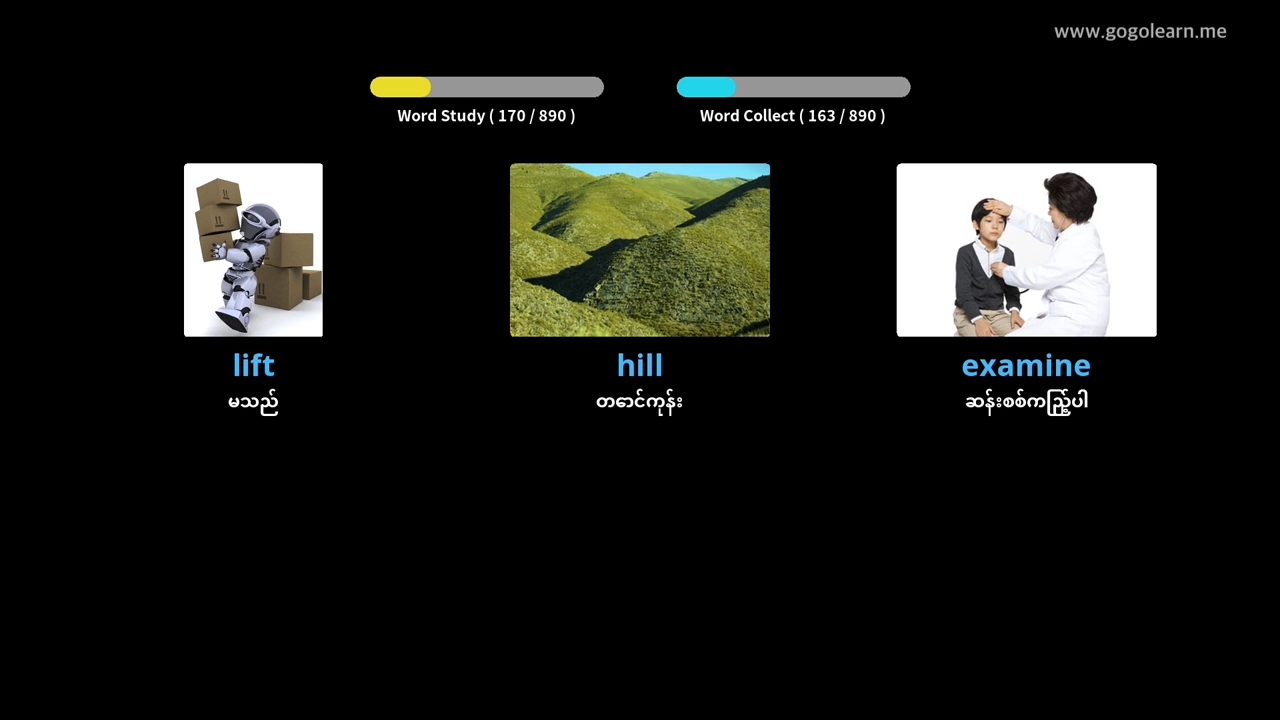 www.gogolearn.me
Word Study ( 170 / 890 )
Word Collect ( 163 / 890 )
lift
မသည်
hill
တောင်ကုန်း
examine
ဆန်းစစ်ကြည့်ပါ